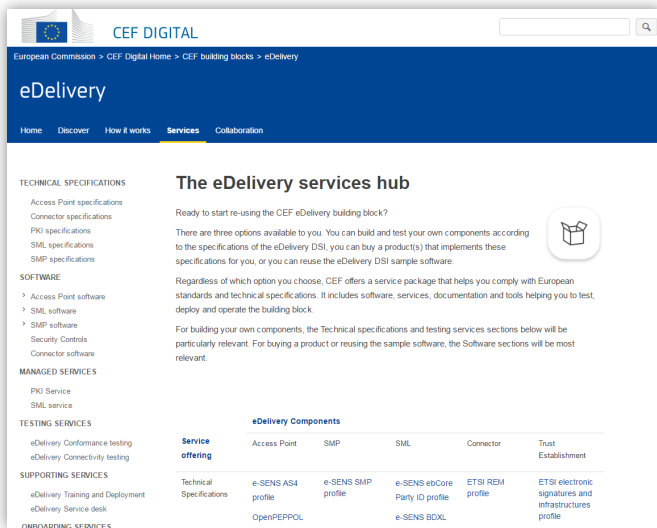 CEF DIGITAL
European Commission > CEF Digital Home > CEF building blocks > eDelivery
eDelivery
Home Discover How it works Services Collaboration
TECHNICAL SPECIFICATIONS
Access Point specifications
Connector specifications
PKI specifications
SML specifications
SMP specifications
SOFTWARE
> Access Point software
> SML software
> SMP software
Security Controls
Connector software
MANAGED SERVICES
PKI Service
SML service
TESTING SERVICES
eDelivery Conformance testing
eDelivery Connectivity testing
SUPPORTING SERVICES
eDelivery Training and Deployment
eDelivery Service desk
ONBOARDING SERVICES
The eDelivery services hub
Ready to start re-using the CEF eDelivery building block?
There are three options available to you. You can build and test your own components according
to the specifications of the eDelivery DSI, you can buy a product(s) that implements these
specifications for you, or you can reuse the eDelivery DSI sample software.
Regardless of which option you choose, CEF offers a service package that helps you comply with European
standards and technical specifications. It includes software, services, documentation and tools helping you to test,
deploy and operate the building block.
For building your own components, the Technical specifications and testing services sections below will be
particularly relevant. For buying a product or reusing the sample software, the Software sections will be most
relevant.
eDelivery Components
Service
offering
Access Point
SMP
SML
Connector
Trust
Establishment
Technical
Specifications
e-SENS AS4
profile
OpenPEPPOL
e-SENS SMP
profile
e-SENS ebCore
Party ID profile
e-SENS BDXL
ETSI REM
profile
ETSI electronic
signatures and
infrastructures
profile